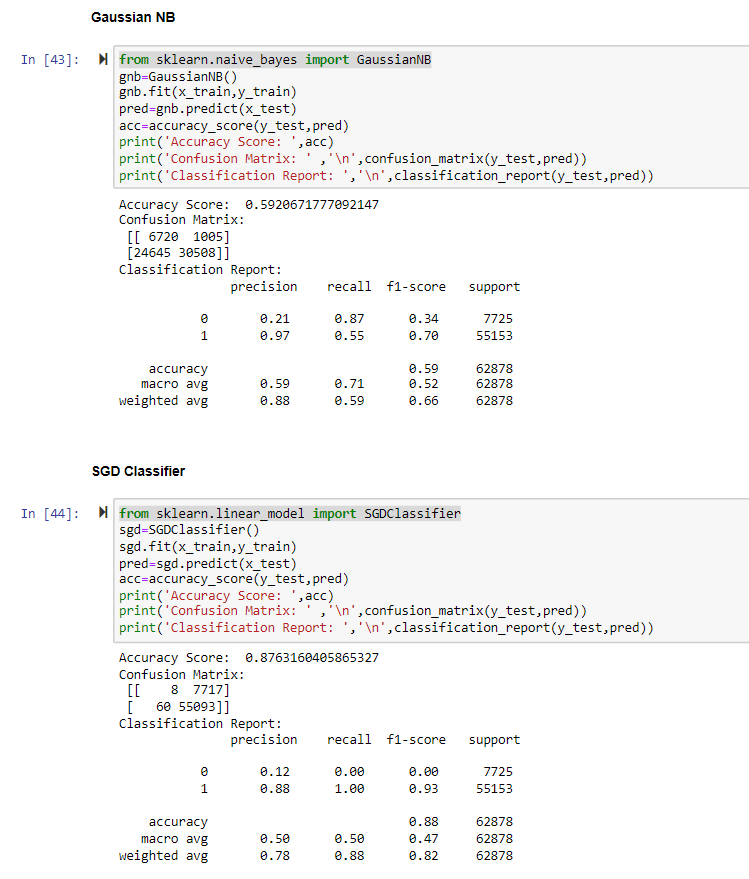 Gaussian NB
In [43]:
from sklearn.naive_bayes import GaussianNB
gnb=GaussianNB()
gnb.fit(x_train,y_train)
pred=gnb.predict(x_test)
acc=accuracy_score(y_test,pred)
print('Accuracy Score: ',acc)
print('Confusion Matrix: ' ,'\n',confusion_matrix(y_test,pred))
print('Classification Report: ','\n',classification_report(y_test,pred))
Accuracy Score:  0.5920671777092147
Confusion Matrix:
[[ 6720  1005]
[24645 30508]]
Classification Report:
precision    recall  f1-score   support
0       0.21      0.87      0.34      7725
1       0.97      0.55      0.70     55153
accuracy                           0.59     62878
macro avg       0.59      0.71      0.52     62878
weighted avg       0.88      0.59      0.66     62878
SGD Classifier
In [44]:
from sklearn.linear_model import SGDClassifier
sgd=SGDClassifier()
sgd.fit(x_train,y_train)
pred=sgd.predict(x_test)
acc=accuracy_score(y_test,pred)
print('Accuracy Score: ',acc)
print('Confusion Matrix: ' ,'\n',confusion_matrix(y_test,pred))
print('Classification Report: ','\n',classification_report(y_test,pred))
Accuracy Score:  0.8763160405865327
Confusion Matrix:
[[    8  7717]
[   60 55093]]
Classification Report:
precision    recall  f1-score   support
0       0.12      0.00      0.00      7725
1       0.88      1.00      0.93     55153
accuracy                           0.88     62878
macro avg       0.50      0.50      0.47     62878
weighted avg       0.78      0.88      0.82     62878